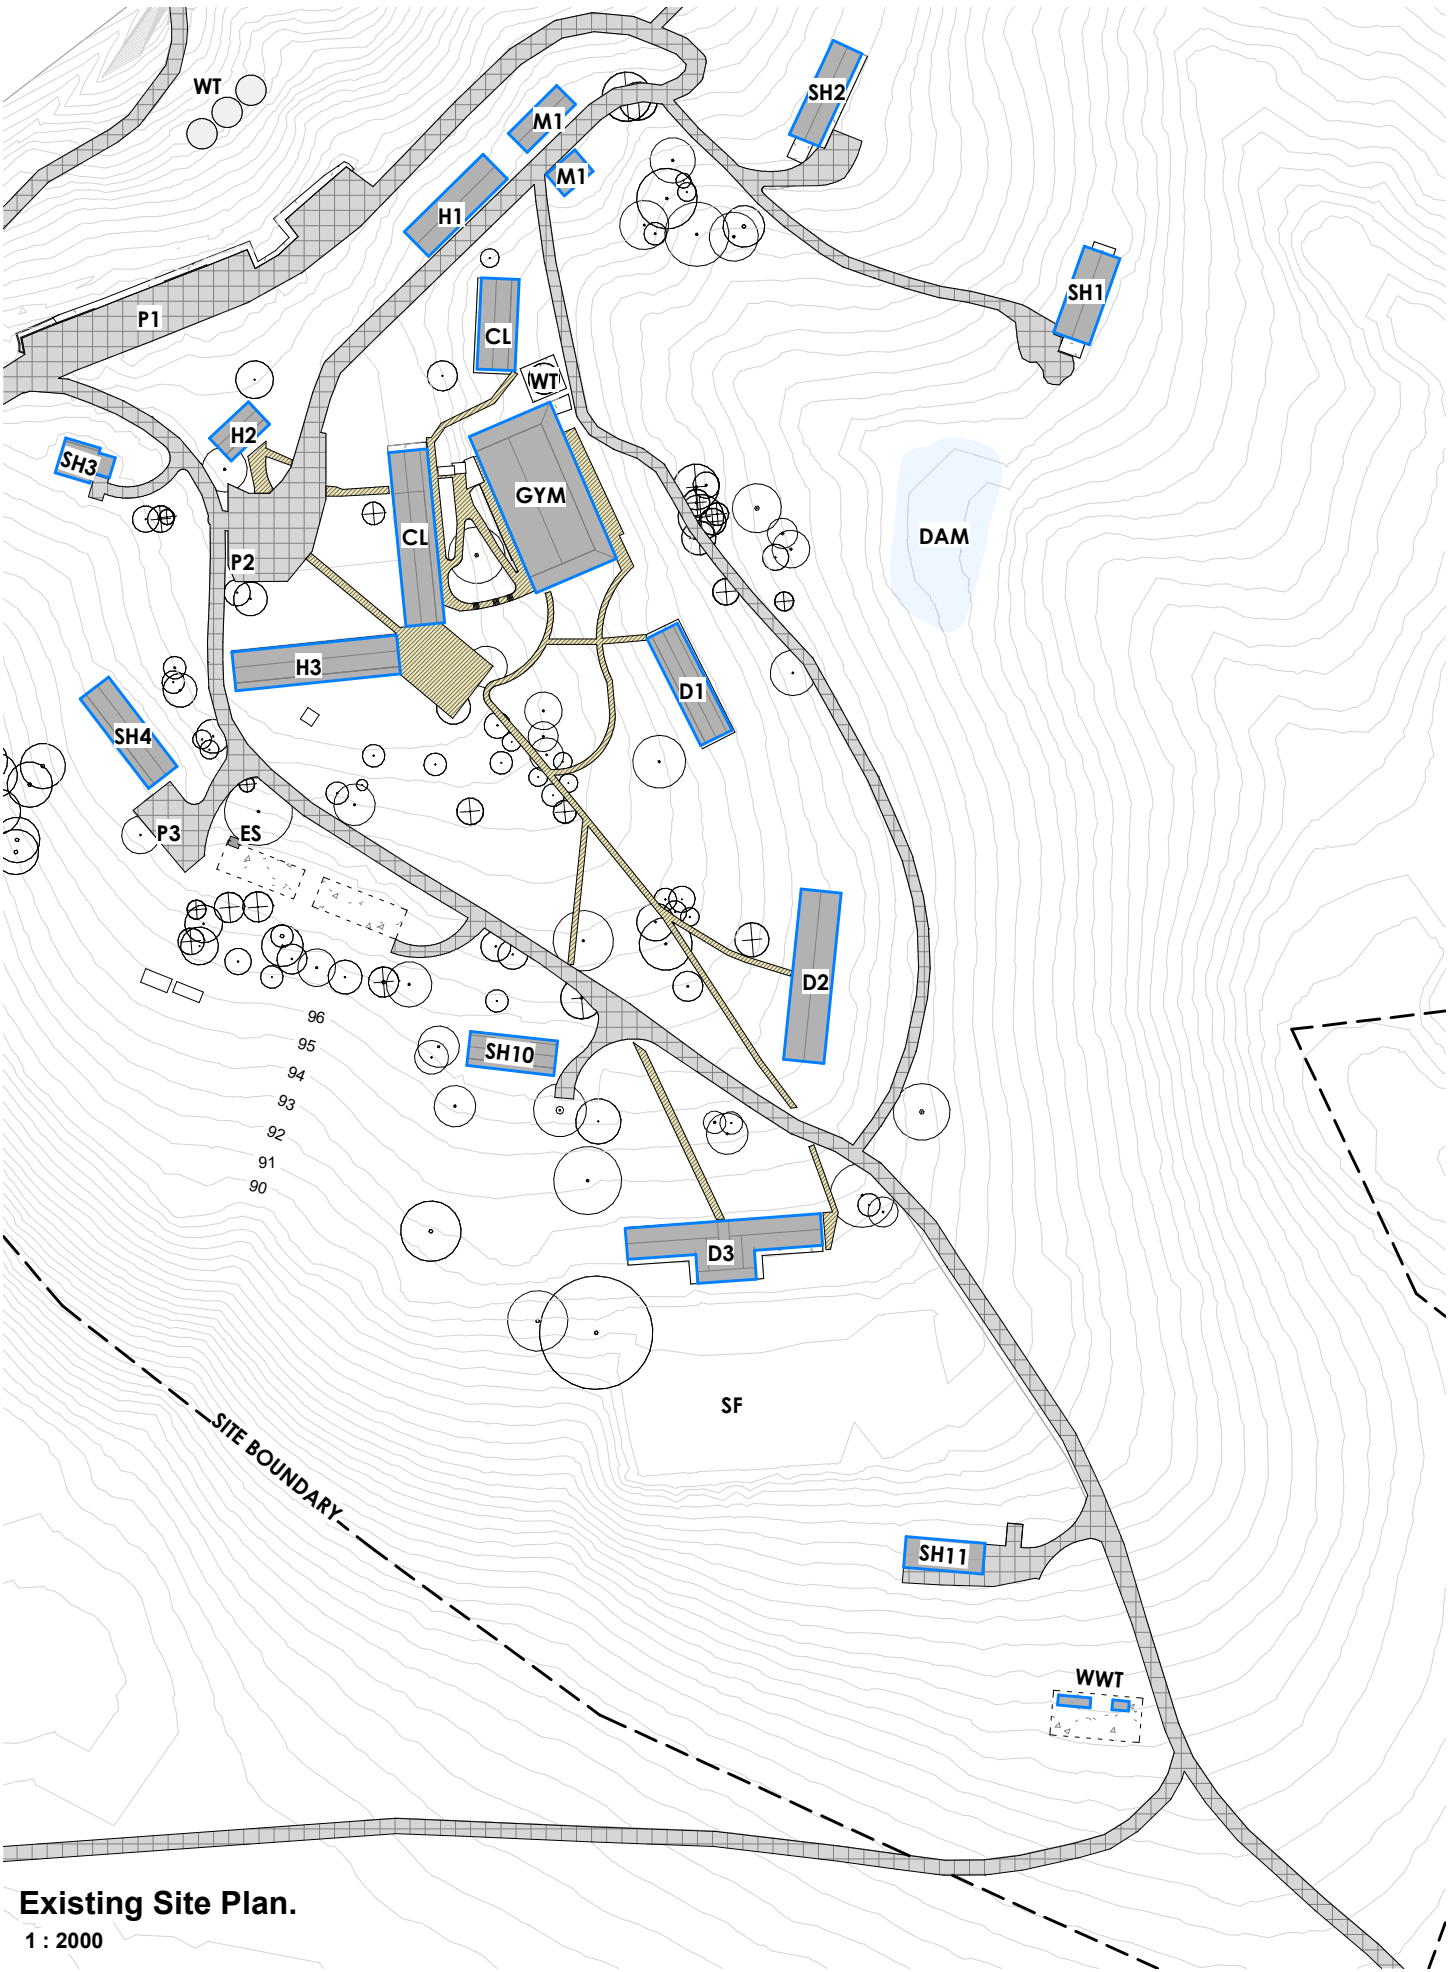 SH2
WT
M1
M1
H1
SH1
P1
CL
WT
H2
SH3
GYM
CL
DAM
P2
H3
D1
SH4
P3
ES
D2
96
95
SH10
94
93
92
91
90
D3
SF
SITE BOUNDARY
SH11
WWT
Existing Site Plan.
1 : 2000